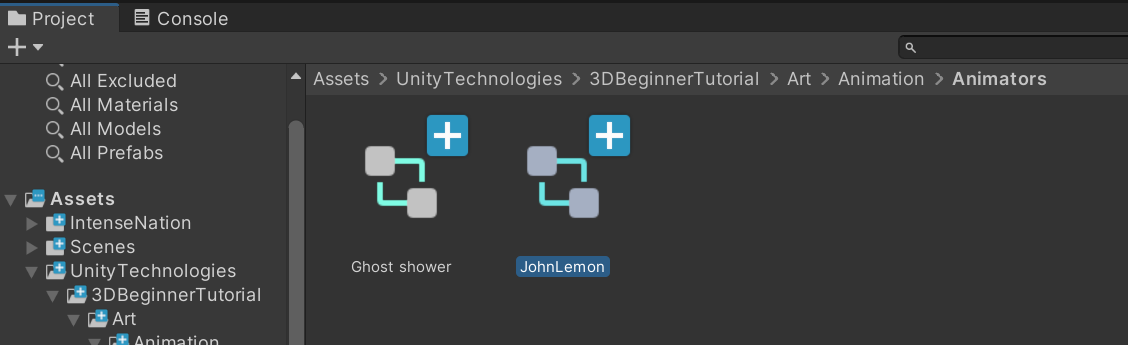 Project
Console
All Excluded
All Materials
All Models
All Prefabs
Assets
IntenseNation
Scenes
UnityTechnologies
3DBeginnerTutorial
Art
Animation
Assets > UnityTechnologies > 3DBeginnerTutorial > Art > Animation > Animators
Ghost shower
JohnLemon